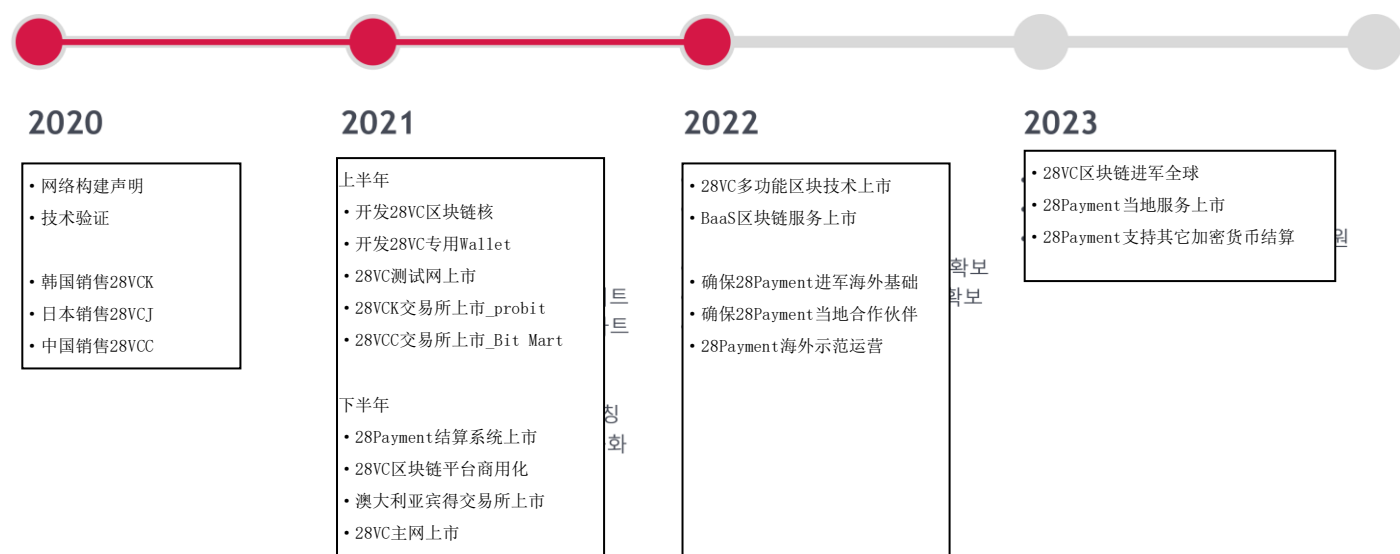 2020
• 网络构建声明
• 技术验证
• 韩国销售28VCK
• 日本销售28VCJ
• 中国销售28VCC
2021
上半年
• 开发28VC区块链核
• 开发28VC专用Wallet
• 28VC测试网上市
• 28VCK交易所上市_probit
• 28VCC交易所上市_Bit Mart
트
트
下半年
칭
• 28Payment结算系统上市
화
• 28VC区块链平台商用化
• 澳大利亚宾得交易所上市
• 28VC主网上市
2022
• 28VC多功能区块技术上市
• BaaS区块链服务上市
확보
• 确保28Payment进军海外基础
확보
• 确保28Payment当地合作伙伴
• 28Payment海外示范运营
2023
• 28VC区块链进军全球
• 28Payment当地服务上市
• 28Payment支持其它加密货币结算
원